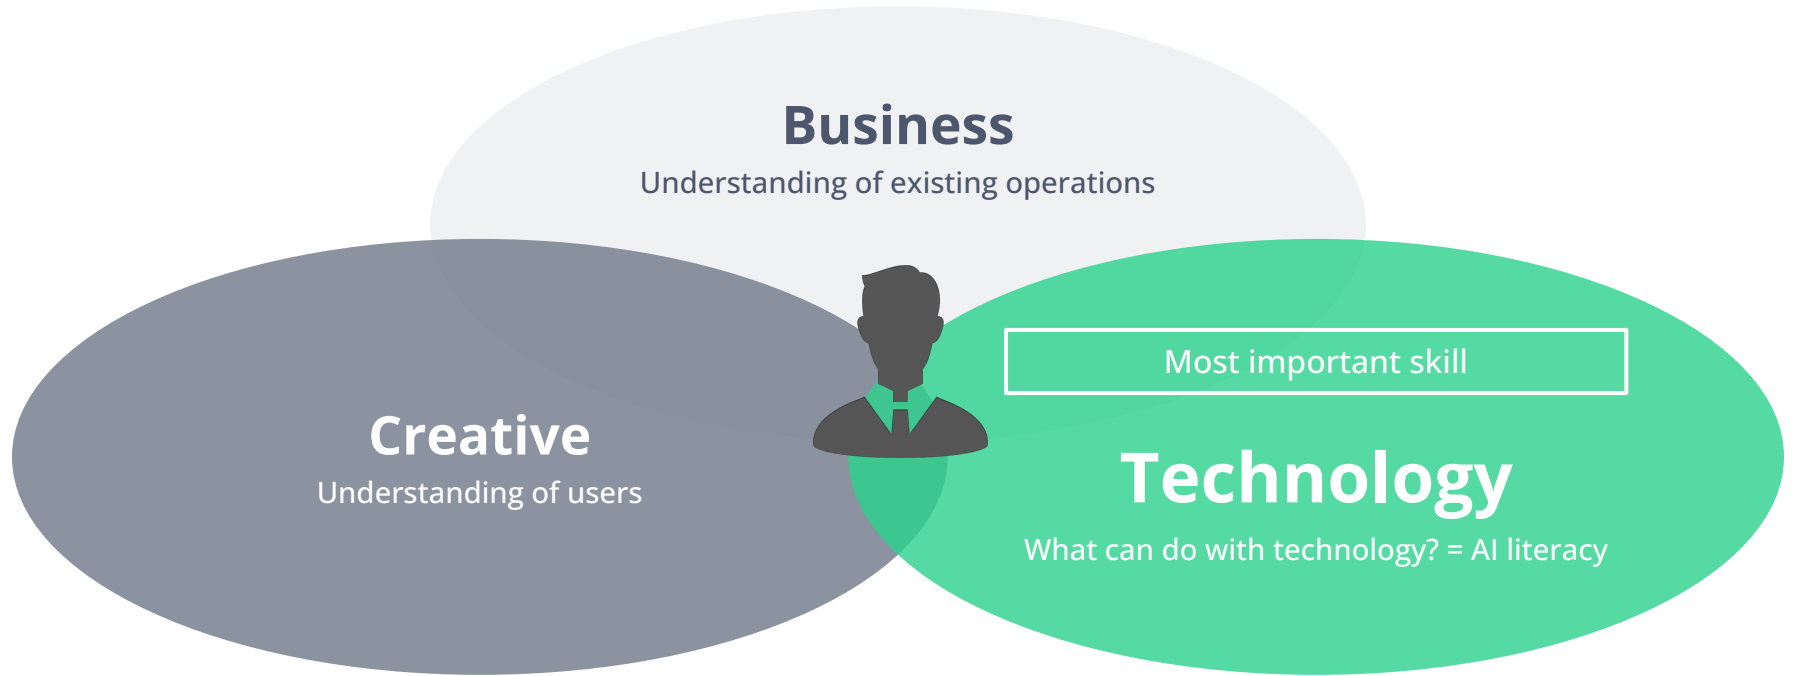 Business
Understanding of existing operations
Most important skill
Creative
Understanding of users
Technology
What can do with technology? = AI literacy